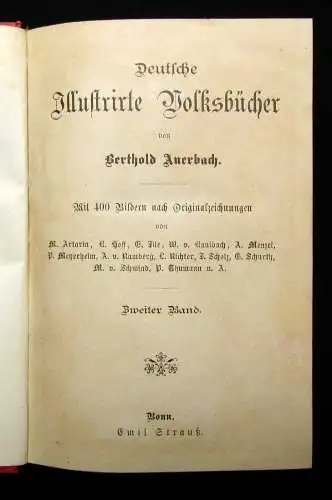 Deutsche
Illustrirte Volksbücher
von
Berthold Auerbach.
Mit 400 Bildern nach Originalzeichnungen
von
M. Artaria, K. Hoff, E. Ille, W. v. Kaulbach, A. Menzel,
P. Meyerheim, A. v. Ramberg, L. Richter, J. Scholz, G. Schurth,
M. v. Schwind, P. Thumann u. A.
Zweiter Band.
Bonn.
Emil Strauß.